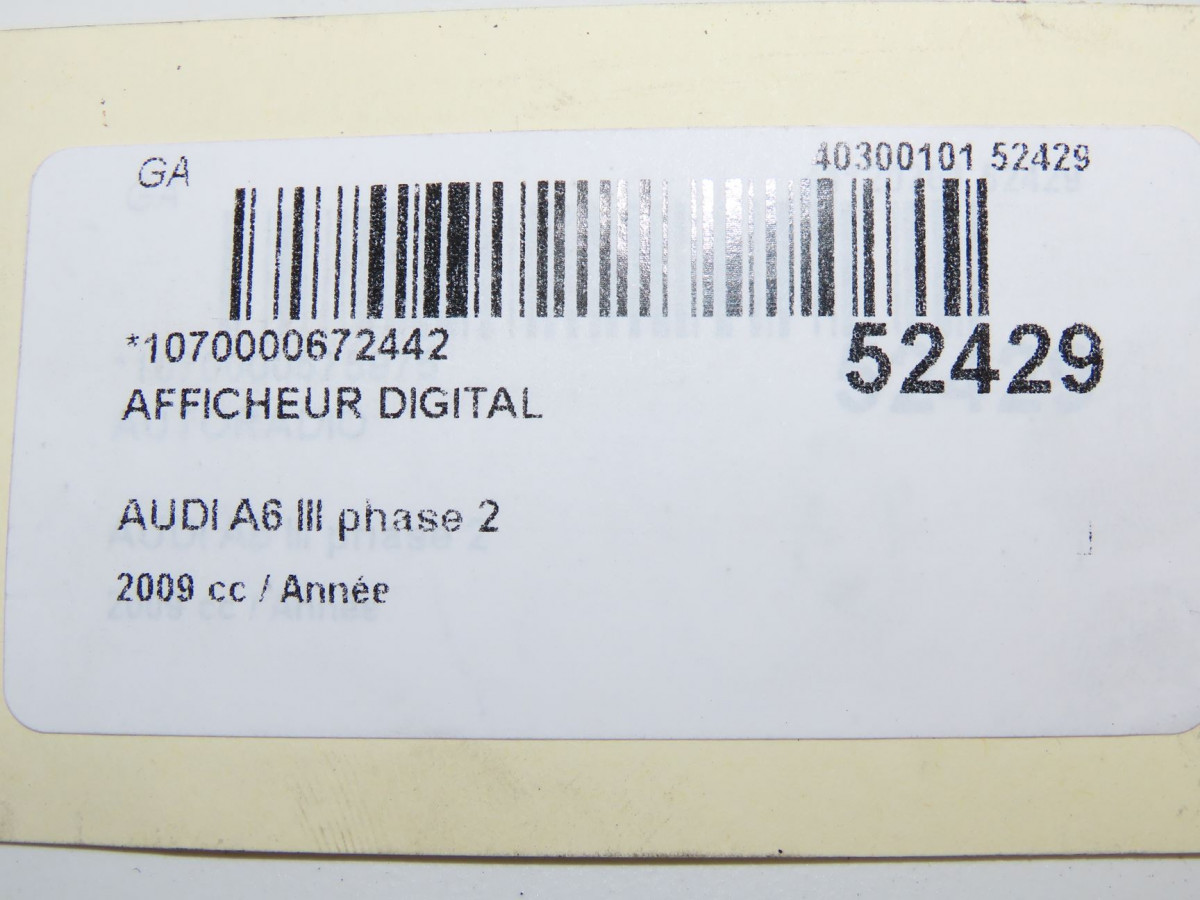 GA
40300101 52429
*1070000672442
52429
AFFICHEUR DIGITAL
AUDI A6 III phase 2
2009 cc / Année